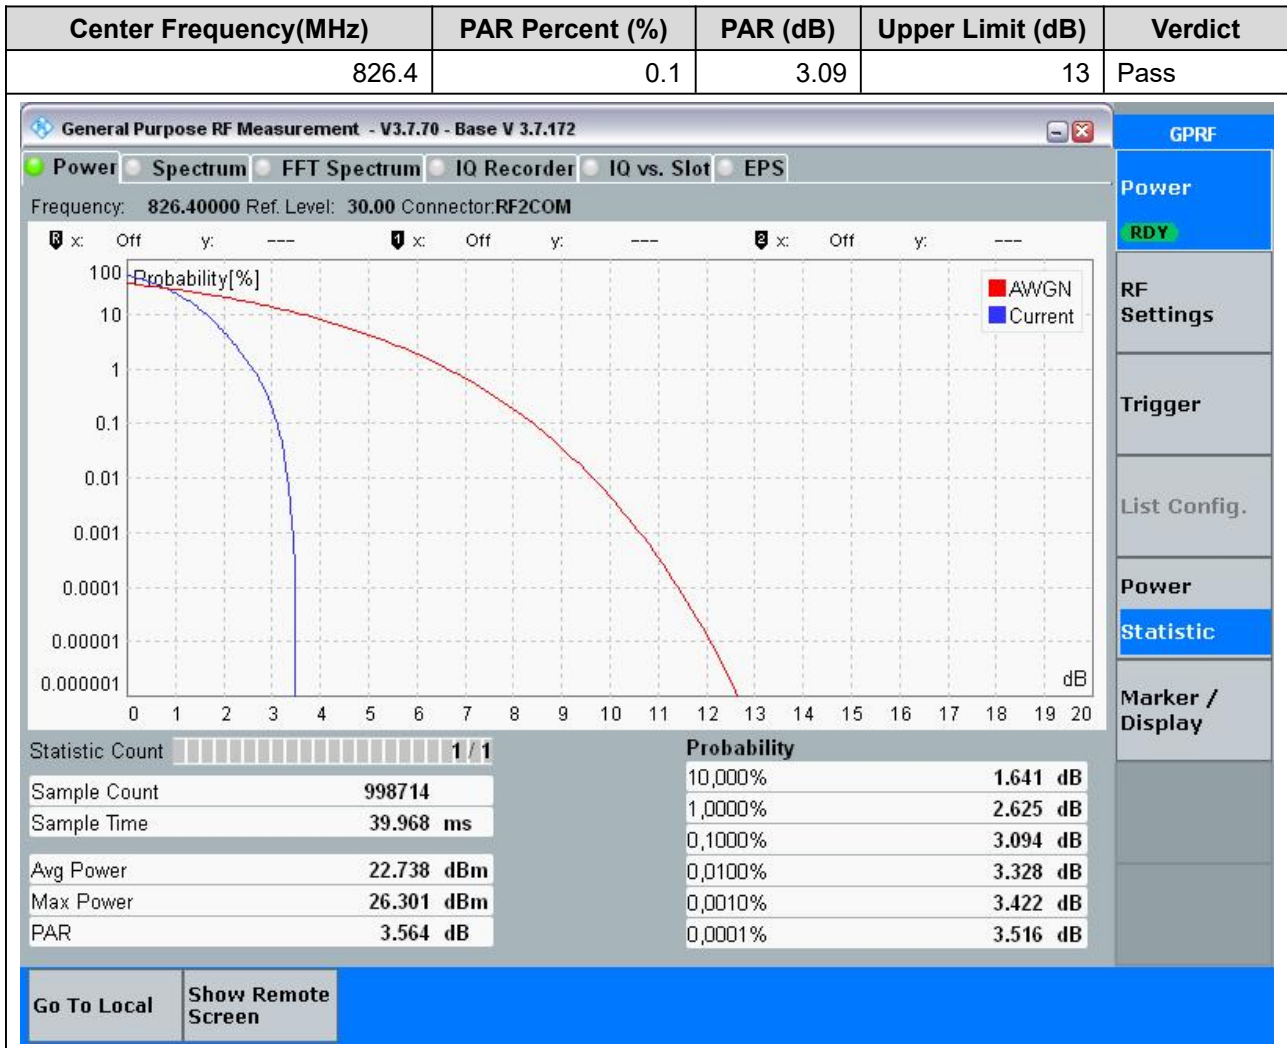 Center Frequency(MHz) PAR Percent (%) PAR (dB) Upper Limit (dB) Verdict
826.4 0.1 3.09 13 Pass
General Purpose RF Measurement - V3.7.70 - Base V 3.7.172
GPRF
Power Spectrum FFT Spectrum IQ Recorder IQ vs. Slot EPS
Power
RDY
Frequency: 826.40000 Ref. Level: 30.00 Connector:RF2COM
R x: Off y: --- 1 x: Off y: --- 2 x: Off y: ---
Probability[%]
AWGN
Current
100
10
1
0.1
0.01
0.001
0.0001
0.00001
0.000001
dB
0 1 2 3 4 5 6 7 8 9 10 11 12 13 14 15 16 17 18 19 20
RF
Settings
Trigger
List Config.
Power
Statistic
Marker /
Display
Statistic Count 1 / 1
Sample Count 998714
Sample Time 39.968 ms
Avg Power 22.738 dBm
Max Power 26.301 dBm
PAR 3.564 dB
Probability
10,000% 1.641 dB
1,0000% 2.625 dB
0,1000% 3.094 dB
0,0100% 3.328 dB
0,0010% 3.422 dB
0,0001% 3.516 dB
Go To Local
Show Remote
Screen